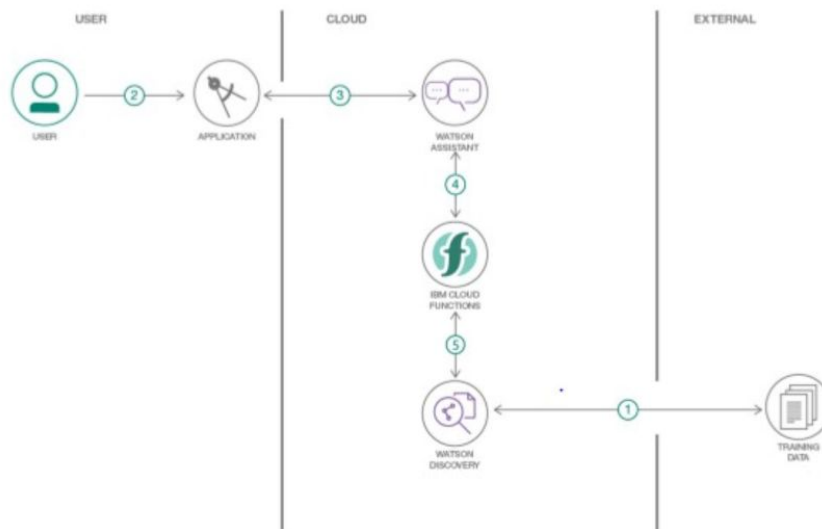 USER
CLOUD
EXTERNAL
2
3
USER
APPLICATION
WATSON
ASSISTANT
4
IBM CLOUD
FUNCTIONS
5
1
WATSON
DISCOVERY
TRAINING
DATA